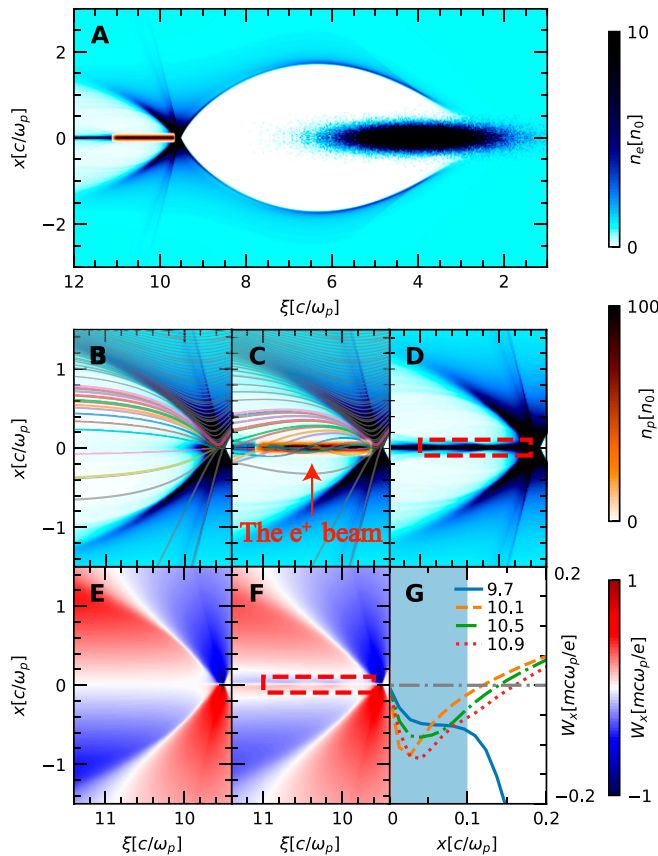 A
x[c/ωp]
2
0
−2
12
10
8
6
4
2
ξ[c/ωp]
10
0
ne[n0]
B
C
D
x[c/ωp]
1
0
−1
The e+ beam
100
0
np[n0]
E
F
G
x[c/ωp]
1
0
−1
9.7
10.1
10.5
10.9
0.2
−0.2
Wx[mcωp/e]
11
10
11
10
0
0.1
0.2
ξ[c/ωp]
ξ[c/ωp]
x[c/ωp]
1
−1
Wx[mcωp/e]